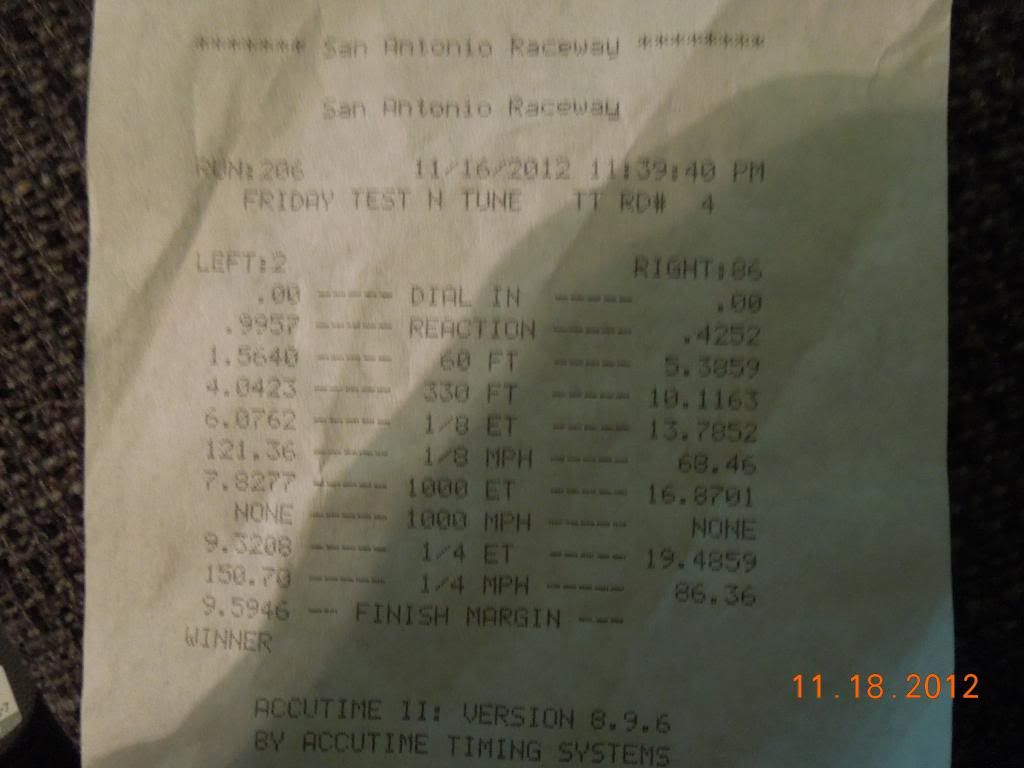 ******* San Antonio Raceway ********
San Antonio Raceway
RUN:206 11/16/2012 11:39:40 PM
FRIDAY TEST N TUNE TT RD# 4
LEFT:2 RIGHT:86
.00 ----- DIAL IN ----- .00
.9957 ----- REACTION ----- .4252
1.5640 ----- 60 FT ----- 5.3859
4.0423 ----- 330 FT ----- 10.1163
6.0762 ----- 1/8 ET ----- 13.7852
121.36 ----- 1/8 MPH ----- 68.46
7.8277 ----- 1000 ET ----- 16.8701
NONE ----- 1000 MPH ----- NONE
9.3208 ----- 1/4 ET ----- 19.4859
150.70 ----- 1/4 MPH ----- 86.36
9.5946 -- FINISH MARGIN ---
WINNER
ACCUTIME II: VERSION 8.9.6
BY ACCUTIME TIMING SYSTEMS
11.18.2012